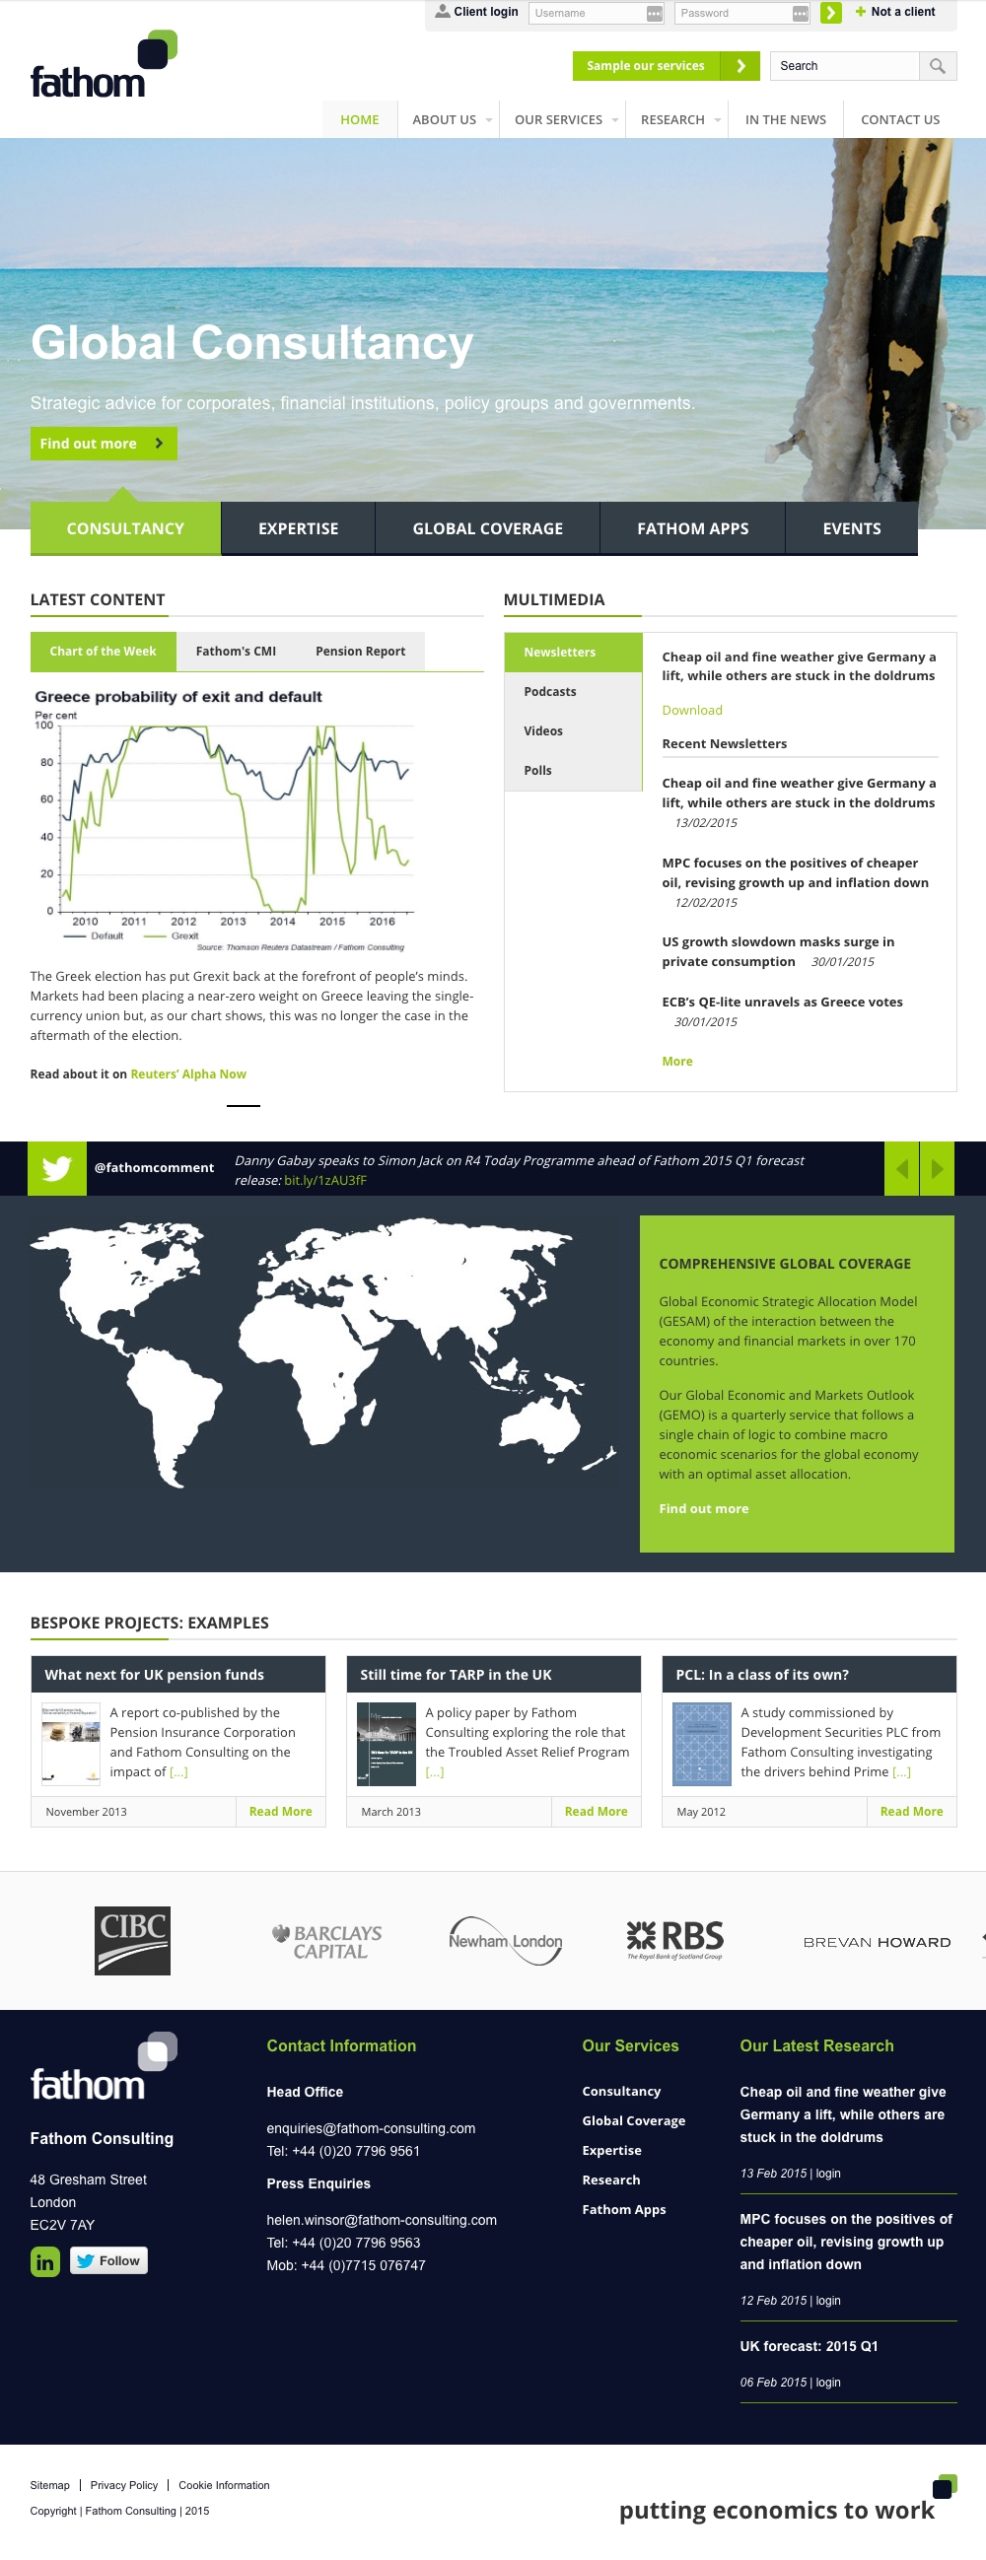 Client login
Username
Password
Not a client
fathom
Sample our services
Search
HOME
ABOUT US
OUR SERVICES
RESEARCH
IN THE NEWS
CONTACT US
Global Consultancy
Strategic advice for corporates, financial institutions, policy groups and governments.
Find out more
CONSULTANCY
EXPERTISE
GLOBAL COVERAGE
FATHOM APPS
EVENTS
LATEST CONTENT
Chart of the Week
Fathom's CMI
Pension Report
Greece probability of exit and default
Per cent
100
80
60
40
20
0
2010 2011 2012 2013 2014 2015 2016
Default Grexit
Source: Thomson Reuters Datastream / Fathom Consulting
The Greek election has put Grexit back at the forefront of people's minds.
Markets had been placing a near-zero weight on Greece leaving the single-
currency union but, as our chart shows, this was no longer the case in the
aftermath of the election.
Read about it on Reuters' Alpha Now
MULTIMEDIA
Newsletters
Podcasts
Videos
Polls
Cheap oil and fine weather give Germany a
lift, while others are stuck in the doldrums
Download
Recent Newsletters
Cheap oil and fine weather give Germany a
lift, while others are stuck in the doldrums
13/02/2015
MPC focuses on the positives of cheaper
oil, revising growth up and inflation down
12/02/2015
US growth slowdown masks surge in
private consumption 30/01/2015
ECB's QE-lite unravels as Greece votes
30/01/2015
More
@fathomcomment
Danny Gabay speaks to Simon Jack on R4 Today Programme ahead of Fathom 2015 Q1 forecast
release: bit.ly/1zAU3fF
COMPREHENSIVE GLOBAL COVERAGE
Global Economic Strategic Allocation Model
(GESAM) of the interaction between the
economy and financial markets in over 170
countries.
Our Global Economic and Markets Outlook
(GEMO) is a quarterly service that follows a
single chain of logic to combine macro
economic scenarios for the global economy
with an optimal asset allocation.
Find out more
BESPOKE PROJECTS: EXAMPLES
What next for UK pension funds
A report co-published by the
Pension Insurance Corporation
and Fathom Consulting on the
impact of [...]
November 2013
Read More
Still time for TARP in the UK
A policy paper by Fathom
Consulting exploring the role that
the Troubled Asset Relief Program
[...]
March 2013
Read More
PCL: In a class of its own?
A study commissioned by
Development Securities PLC from
Fathom Consulting investigating
the drivers behind Prime [...]
May 2012
Read More
CIBC
BARCLAYS
CAPITAL
Newham London
RBS
The Royal Bank of Scotland Group
BREVAN HOWARD
fathom
Fathom Consulting
48 Gresham Street
London
EC2V 7AY
in
Follow
Contact Information
Head Office
enquiries@fathom-consulting.com
Tel: +44 (0)20 7796 9561
Press Enquiries
helen.winsor@fathom-consulting.com
Tel: +44 (0)20 7796 9563
Mob: +44 (0)7715 076747
Our Services
Consultancy
Global Coverage
Expertise
Research
Fathom Apps
Our Latest Research
Cheap oil and fine weather give
Germany a lift, while others are
stuck in the doldrums
13 Feb 2015 | login
MPC focuses on the positives of
cheaper oil, revising growth up
and inflation down
12 Feb 2015 | login
UK forecast: 2015 Q1
06 Feb 2015 | login
Sitemap | Privacy Policy | Cookie Information
Copyright | Fathom Consulting | 2015
putting economics to work